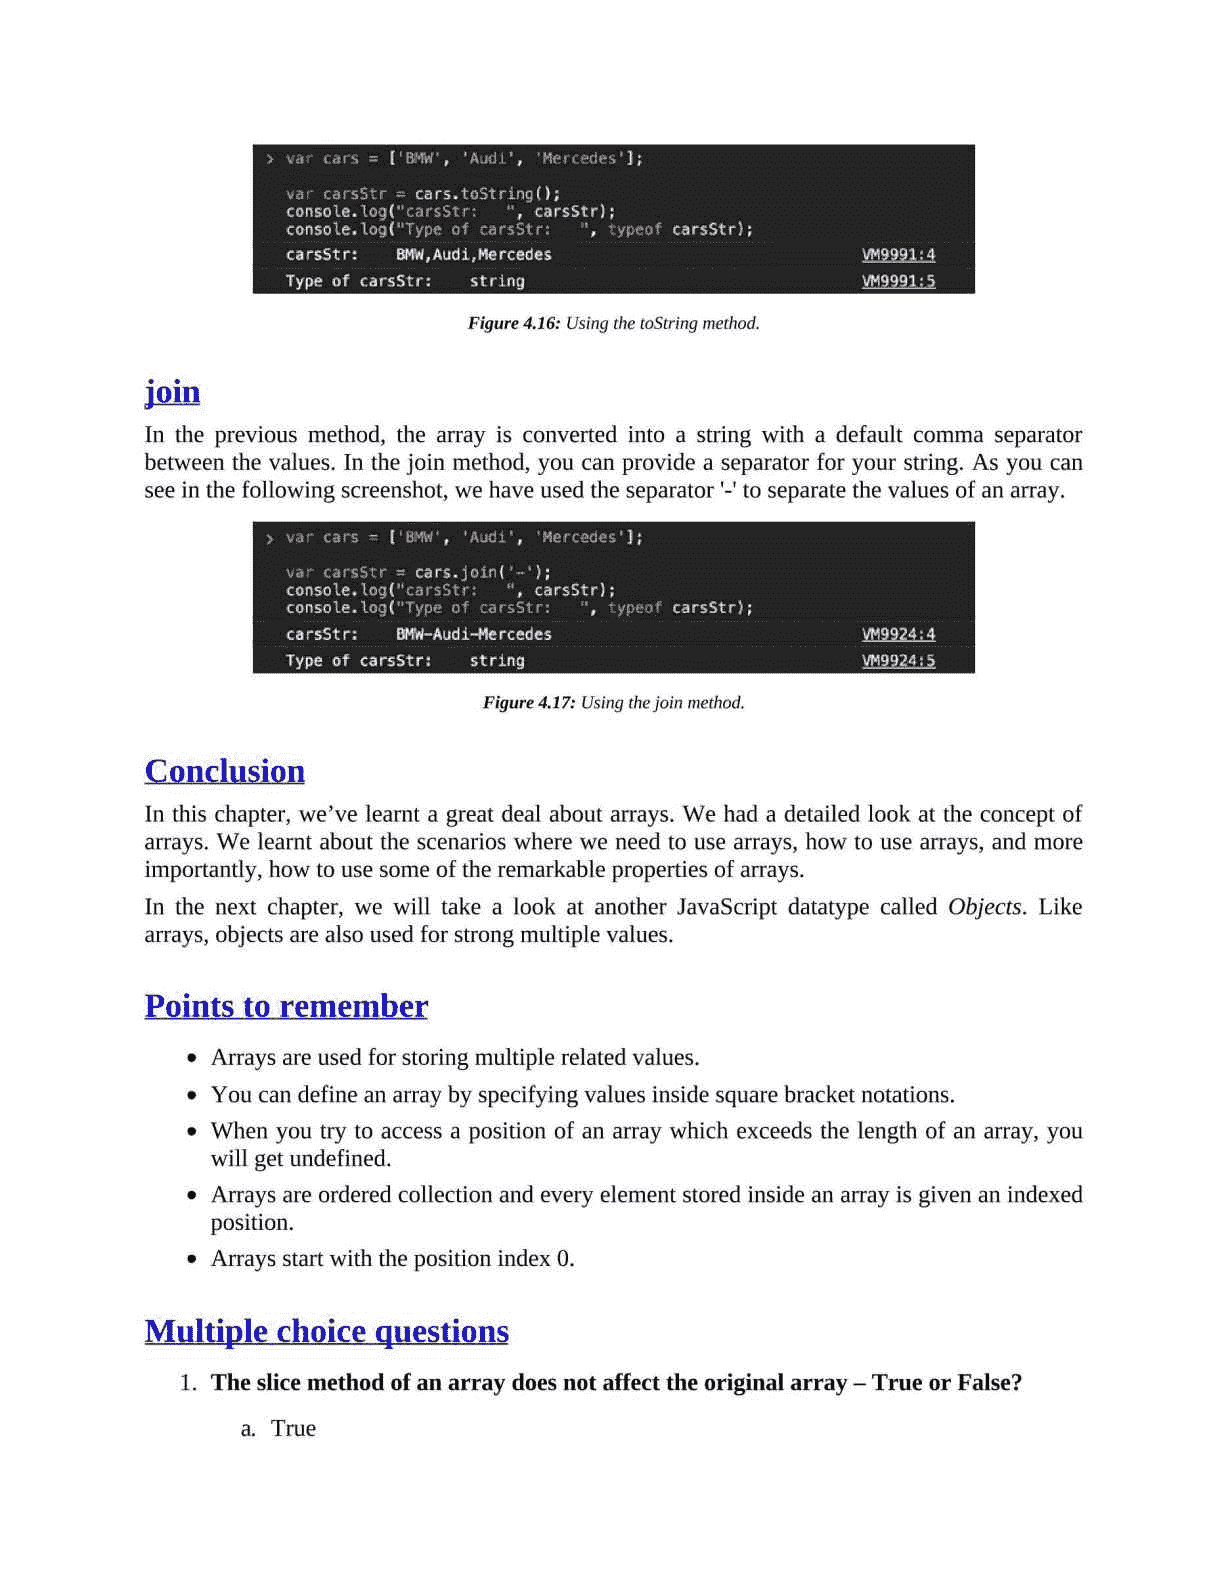 > var cars = ['BMW', 'Audi', 'Mercedes'];
var carsStr = cars.toString();
console.log("carsStr:   ", carsStr);
console.log("Type of carsStr:   ", typeof carsStr);
carsStr:    BMW,Audi,Mercedes VM9991:4
Type of carsStr:    string VM9991:5
Figure 4.16: Using the toString method.
join
In the previous method, the array is converted into a string with a default comma separator
between the values. In the join method, you can provide a separator for your string. As you can
see in the following screenshot, we have used the separator '-' to separate the values of an array.
> var cars = ['BMW', 'Audi', 'Mercedes'];
var carsStr = cars.join('-');
console.log("carsStr:   ", carsStr);
console.log("Type of carsStr:   ", typeof carsStr);
carsStr:    BMW-Audi-Mercedes VM9924:4
Type of carsStr:    string VM9924:5
Figure 4.17: Using the join method.
Conclusion
In this chapter, we’ve learnt a great deal about arrays. We had a detailed look at the concept of
arrays. We learnt about the scenarios where we need to use arrays, how to use arrays, and more
importantly, how to use some of the remarkable properties of arrays.
In the next chapter, we will take a look at another JavaScript datatype called Objects. Like
arrays, objects are also used for strong multiple values.
Points to remember
• Arrays are used for storing multiple related values.
• You can define an array by specifying values inside square bracket notations.
• When you try to access a position of an array which exceeds the length of an array, you
will get undefined.
• Arrays are ordered collection and every element stored inside an array is given an indexed
position.
• Arrays start with the position index 0.
Multiple choice questions
1. The slice method of an array does not affect the original array – True or False?
a. True